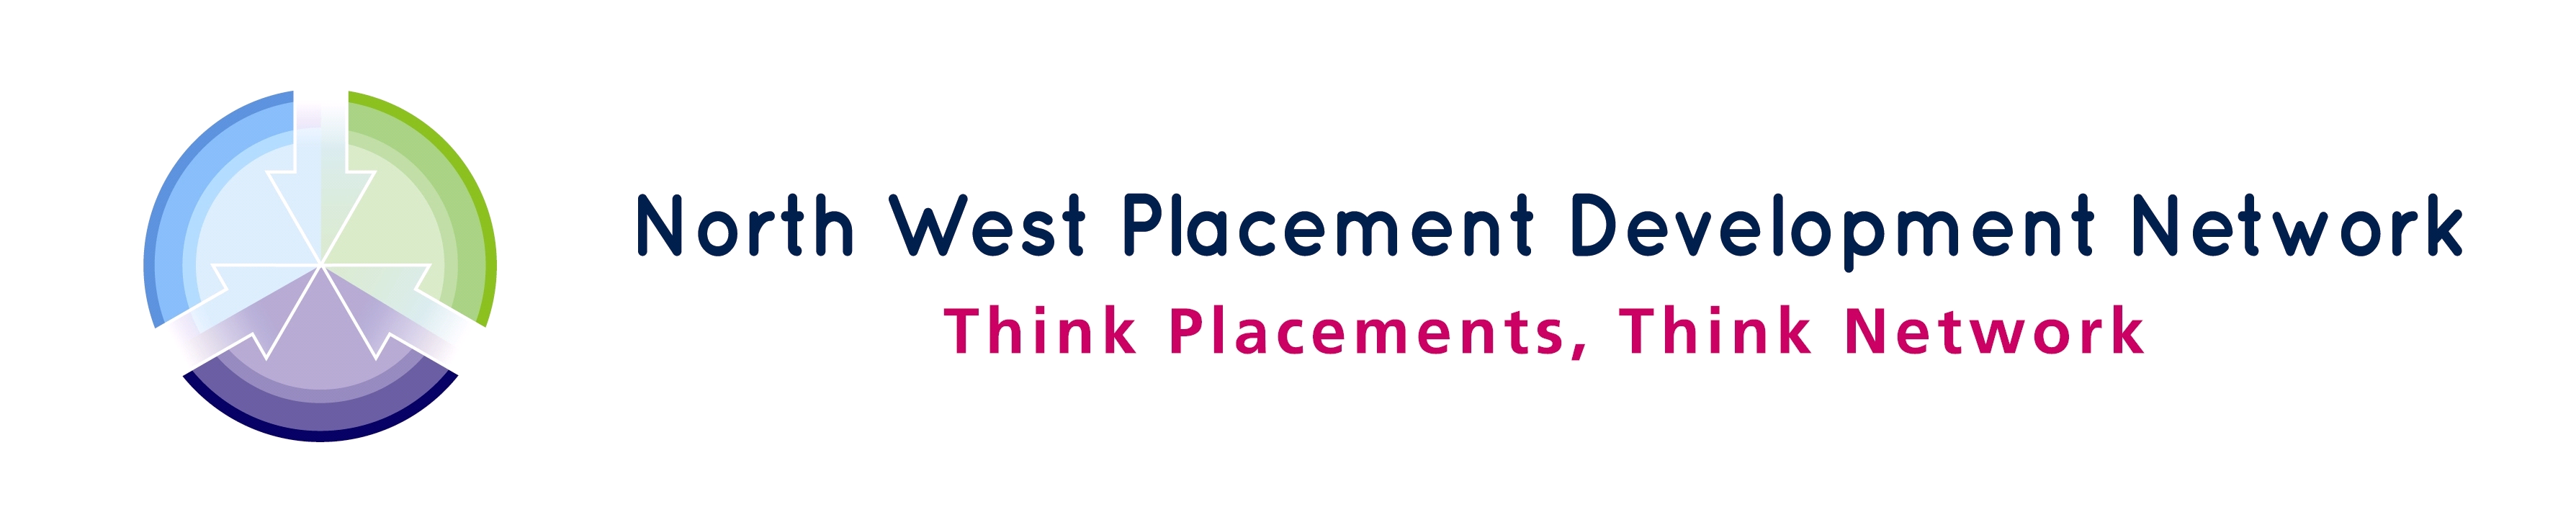 North West Placement Development Network
Think Placements, Think Network